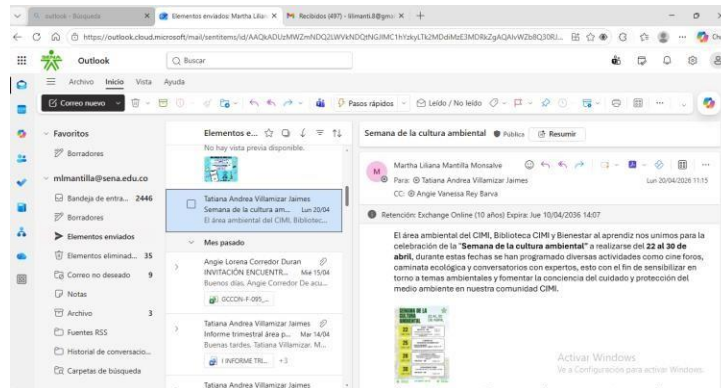 outlook - Búsqueda
Elementos enviados: Martha Lilian
Recibidos (497) - lilimanti.8@gma
https://outlook.cloud.microsoft/mail/sentitems/id/
SENA
Outlook
Buscar
Archivo Inicio Vista Ayuda
Correo nuevo
Pasos rápidos
Leído / No leído
Favoritos
Borradores
mlmantilla@sena.edu.co
Bandeja de entra... 2446
Borradores
Elementos enviados
Elementos eliminad... 35
Correo no deseado 9
Notas
Archivo 3
Fuentes RSS
Historial de conversacio...
Carpetas de búsqueda
Elementos e...
No hay vista previa disponible.
Tatiana Andrea Villamizar Jaimes
Semana de la cultura am... Lun 20/04
El área ambiental del CIMI, Bibliotec...
Mes pasado
Angie Lorena Corredor Duran
INVITACIÓN ENCUENTR... Mié 15/04
Buenos días. Angie Corredor De acu...
GCCON-F-095_...
Tatiana Andrea Villamizar Jaimes
Informe trimestral área p... Mar 14/04
Buenas tardes, Tatiana Villamizar. M...
I INFORME TRI... +3
Tatiana Andrea Villamizar Jaimes
Semana de la cultura ambiental Pública Resumir
M
Martha Liliana Mantilla Monsalve
Para: Tatiana Andrea Villamizar Jaimes
Lun 20/04/2026 11:15
CC: Angie Vanessa Rey Barva
Retención: Exchange Online (10 años) Expira: Jue 10/04/2036 14:07
El área ambiental del CIMI, Biblioteca CIMI y Bienestar al aprendiz nos unimos para la
celebración de la "Semana de la cultura ambiental" a realizarse del 22 al 30 de
abril, durante estas fechas se han programado diversas actividades como cine foros,
caminata ecológica y conversatorios con expertos, esto con el fin de sensibilizar en
torno a temas ambientales y fomentar la conciencia del cuidado y protección del
medio ambiente en nuestra comunidad CIMI.
SEMANA DE LA
CULTURA
AMBIENTAL
Activar Windows
Ve a Configuración para activar Windows.